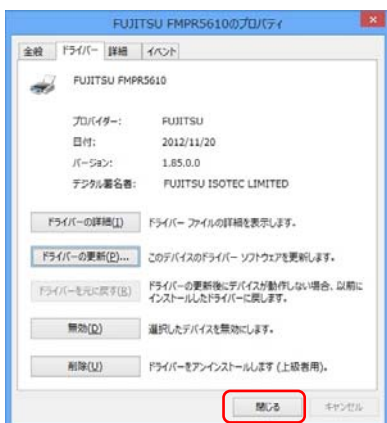 FUJITSU FMPR5610のプロパティ
全般 ドライバー 詳細 イベント
FUJITSU FMPR5610
プロバイダー: FUJITSU
日付: 2012/11/20
バージョン: 1.85.0.0
デジタル署名者: FUJITSU ISOTEC LIMITED
ドライバーの詳細(I) ドライバー ファイルの詳細を表示します。
ドライバーの更新(P)... このデバイスのドライバー ソフトウェアを更新します。
ドライバーを元に戻す(R) ドライバーの更新後にデバイスが動作しない場合、以前に
インストールしたドライバーに戻します。
無効(D) 選択したデバイスを無効にします。
削除(U) ドライバーをアンインストールします (上級者用)。
閉じる キャンセル